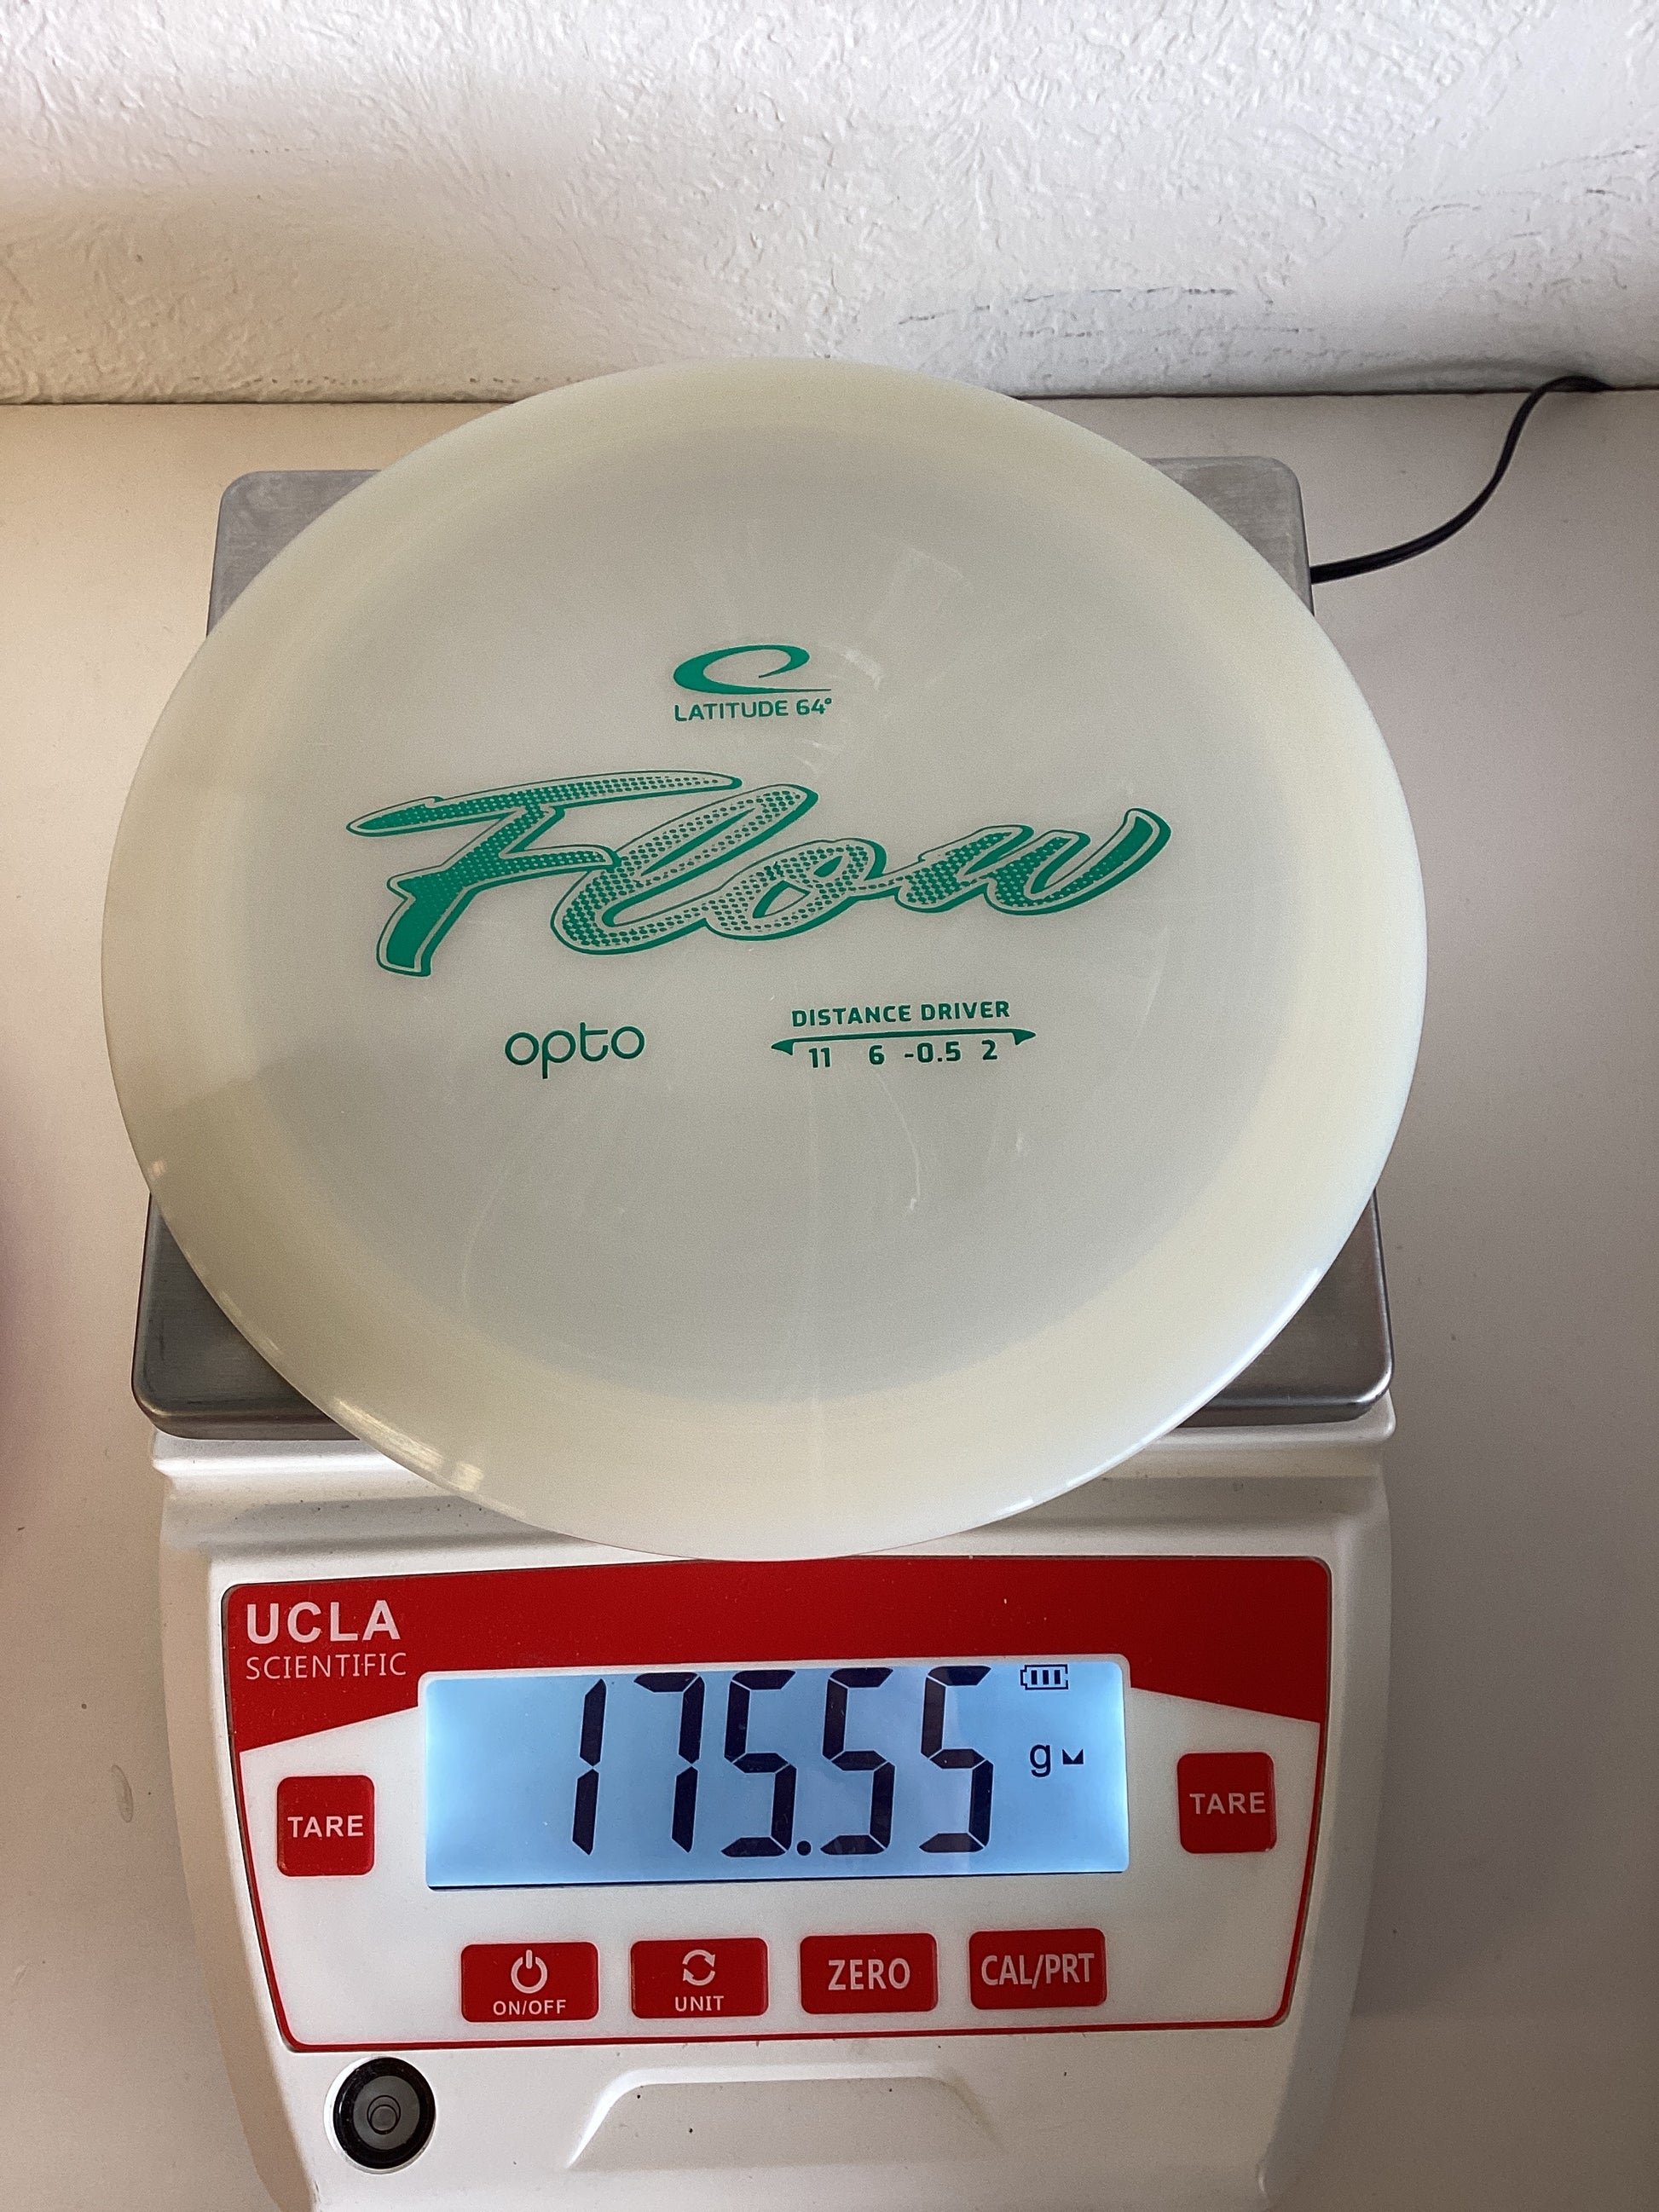 LATITUDE 64°
Flow
opto
DISTANCE DRIVER
11 6 -0.5 2
UCLA
SCIENTIFIC
175.55 g
TARE
TARE
ON/OFF
UNIT
ZERO
CAL/PRT